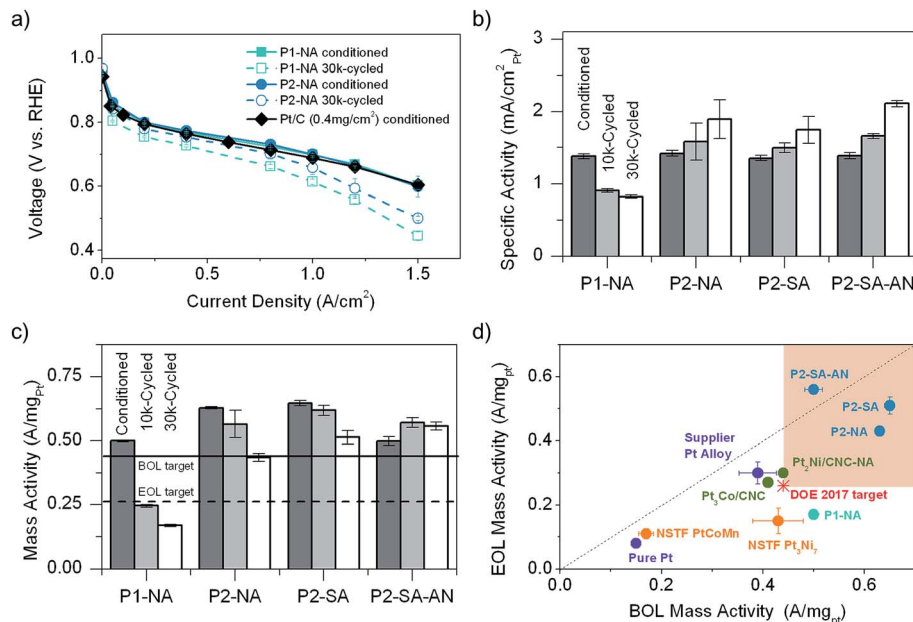 a)
Voltage (V vs. RHE)
1.0
0.8
0.6
0.4
0.0
0.5
1.0
1.5
Current Density (A/cm²)
P1-NA conditioned
P1-NA 30k-cycled
P2-NA conditioned
P2-NA 30k-cycled
Pt/C (0.4mg/cm²) conditioned
b)
Specific Activity (mA/cm²Pt)
3
2
1
0
Conditioned
10k-Cycled
30k-Cycled
P1-NA
P2-NA
P2-SA
P2-SA-AN
c)
Mass Activity (A/mgPt)
0.75
0.50
0.25
0.00
Conditioned
10k-Cycled
30k-Cycled
BOL target
EOL target
P1-NA
P2-NA
P2-SA
P2-SA-AN
d)
EOL Mass Activity (A/mgpt)
0.6
0.4
0.2
0.0
0.0
0.2
0.4
0.6
BOL Mass Activity (A/mgpt)
P2-SA-AN
P2-SA
P2-NA
Supplier
Pt Alloy
Pt₂Ni/CNC-NA
Pt₃Co/CNC
DOE 2017 target
P1-NA
NSTF PtCoMn
NSTF Pt₃Ni₇
Pure Pt